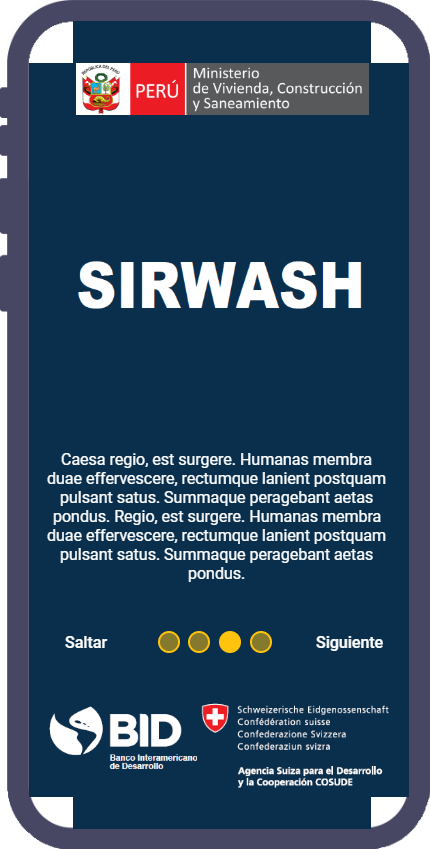 REPÚBLICA DEL PERÚ
PERÚ
Ministerio
de Vivienda, Construcción
y Saneamiento
SIRWASH
Caesa regio, est surgere. Humanas membra
duae effervescere, rectumque lanient postquam
pulsant satus. Summaque peragebant aetas
pondus. Regio, est surgere. Humanas membra
duae effervescere, rectumque lanient postquam
pulsant satus. Summaque peragebant aetas
pondus.
Saltar
Siguiente
BID
Banco Interamericano
de Desarrollo
Schweizerische Eidgenossenschaft
Confédération suisse
Confederazione Svizzera
Confederaziun svizra
Agencia Suiza para el Desarrollo
y la Cooperación COSUDE